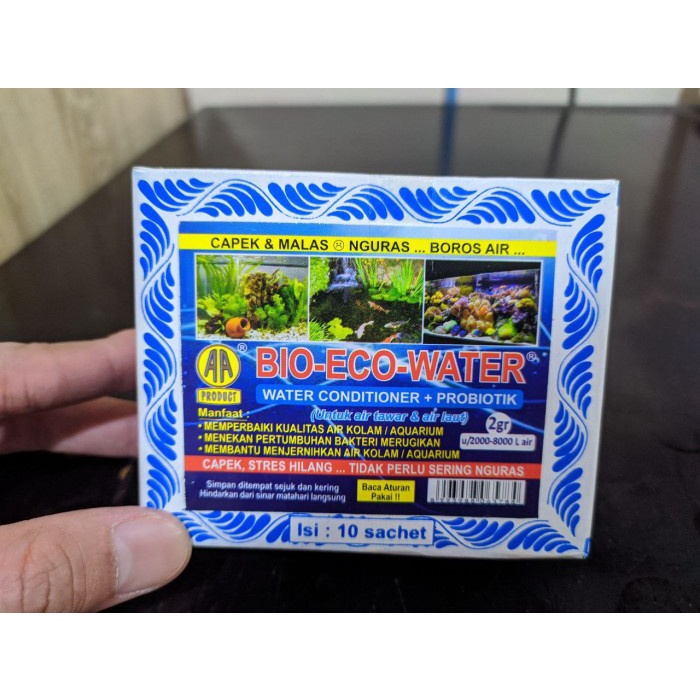 CAPEK & MALAS ☹ NGURAS ... BOROS AIR ...
AA ®
PRODUCT
BIO-ECO-WATER ®
WATER CONDITIONER + PROBIOTIK
(Untuk air tawar & air laut)
Manfaat :
• MEMPERBAIKI KUALITAS AIR KOLAM / AQUARIUM
• MENEKAN PERTUMBUHAN BAKTERI MERUGIKAN
• MEMBANTU MENJERNIHKAN AIR KOLAM / AQUARIUM
2gr
u/2000-8000 L air
CAPEK, STRES HILANG ... TIDAK PERLU SERING NGURAS
Simpan ditempat sejuk dan kering
Hindarkan dari sinar matahari langsung
Baca Aturan
Pakai !!
Isi : 10 sachet